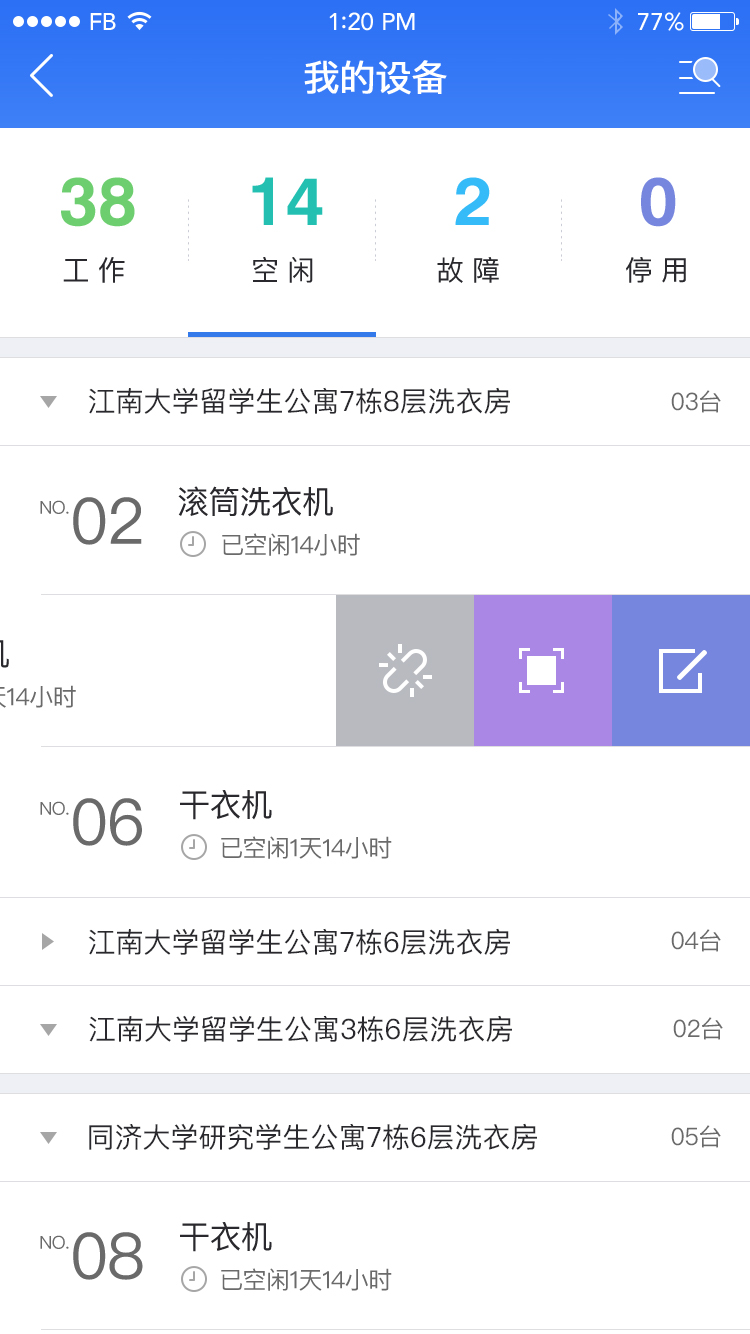 FB 1:20 PM 77%
我的设备
38 14 2 0
工作 空闲 故障 停用
江南大学留学生公寓7栋8层洗衣房 03台
NO.02 滚筒洗衣机
已空闲14小时
机
天14小时
NO.06 干衣机
已空闲1天14小时
江南大学留学生公寓7栋6层洗衣房 04台
江南大学留学生公寓3栋6层洗衣房 02台
同济大学研究学生公寓7栋6层洗衣房 05台
NO.08 干衣机
已空闲1天14小时